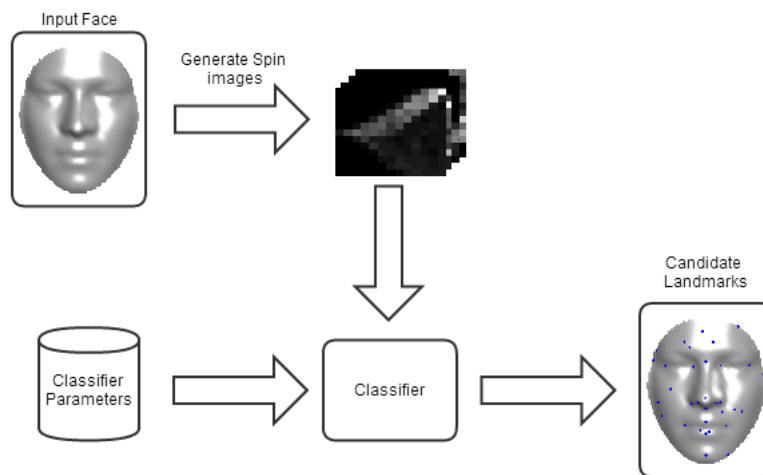 Input Face
Generate Spin
images
Candidate
Landmarks
Classifier
Parameters
Classifier